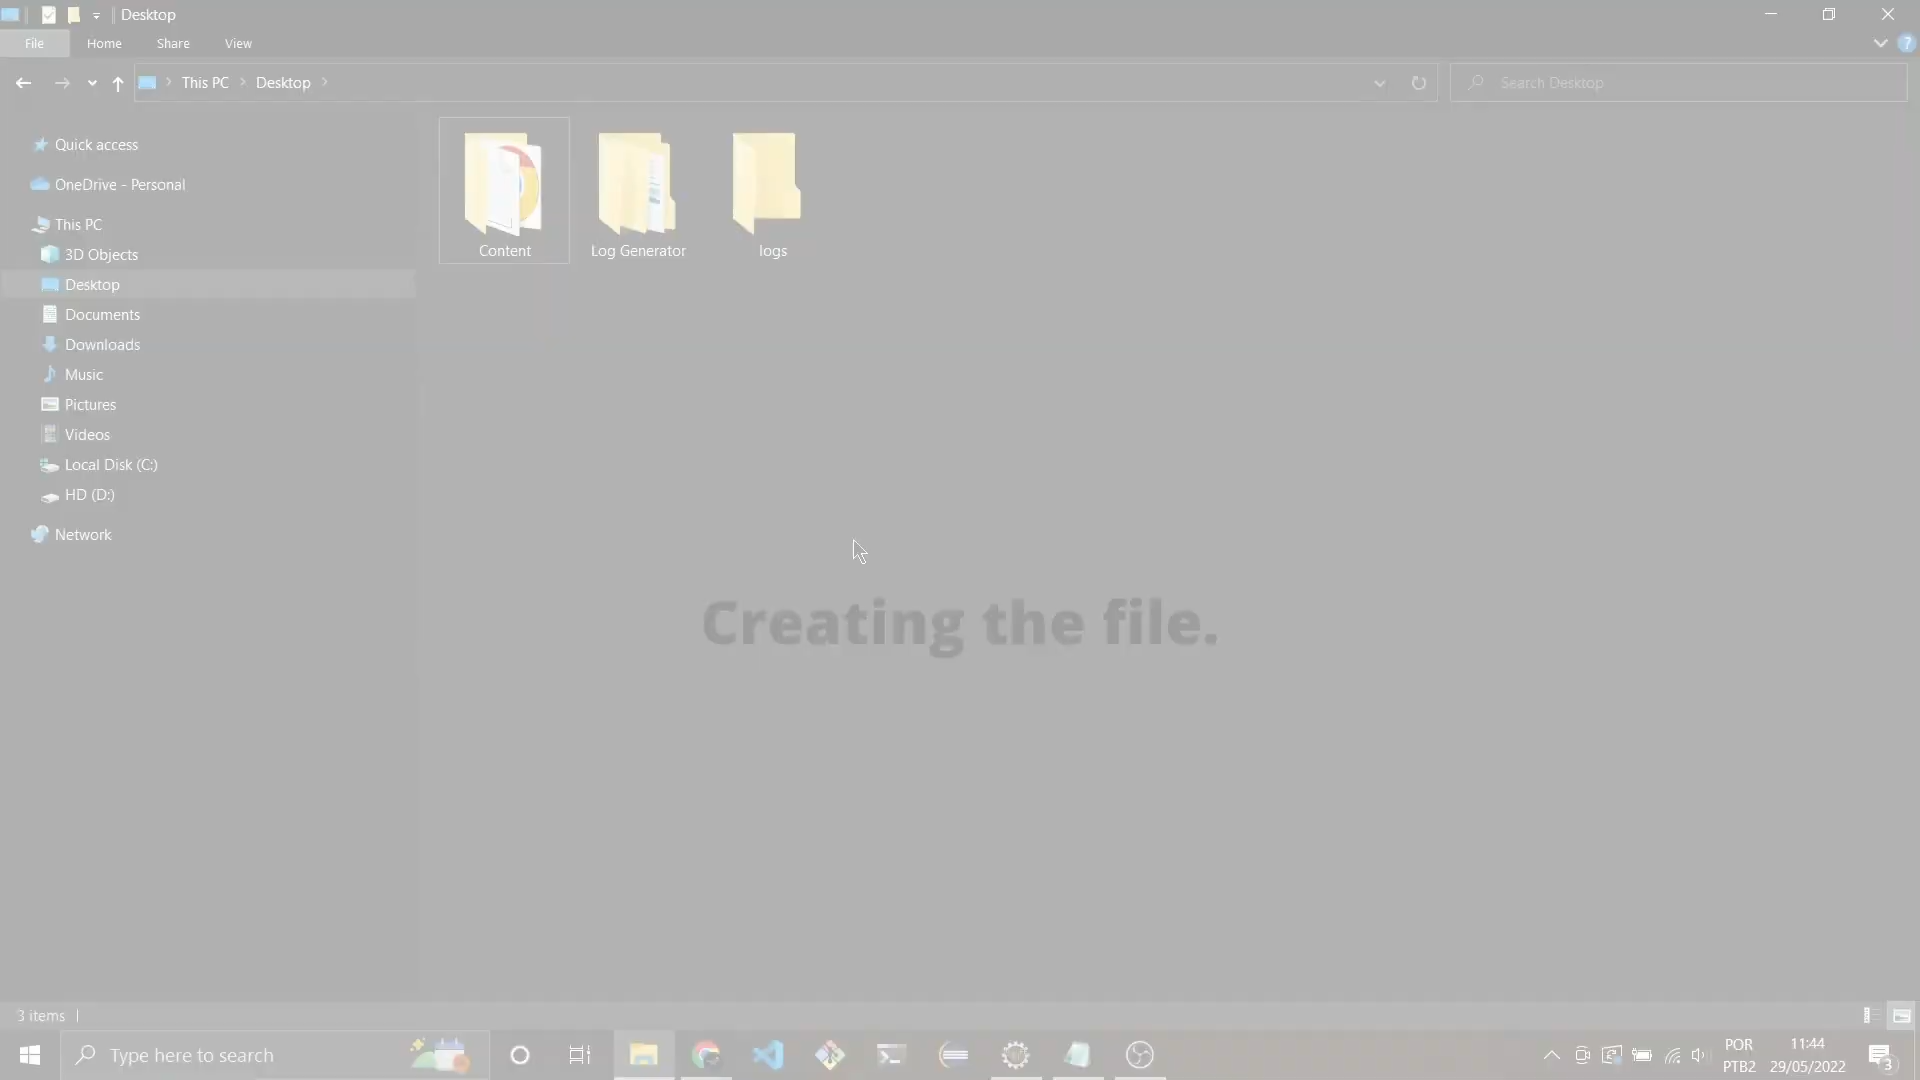 Desktop
File Home Share View
This PC Desktop
Search Desktop
Quick access
OneDrive - Personal
This PC
3D Objects
Desktop
Documents
Downloads
Music
Pictures
Videos
Local Disk (C:)
HD (D:)
Network
Content Log Generator logs
Creating the file.
3 items
Type here to search
POR 11:44
PTB2 29/05/2022
3